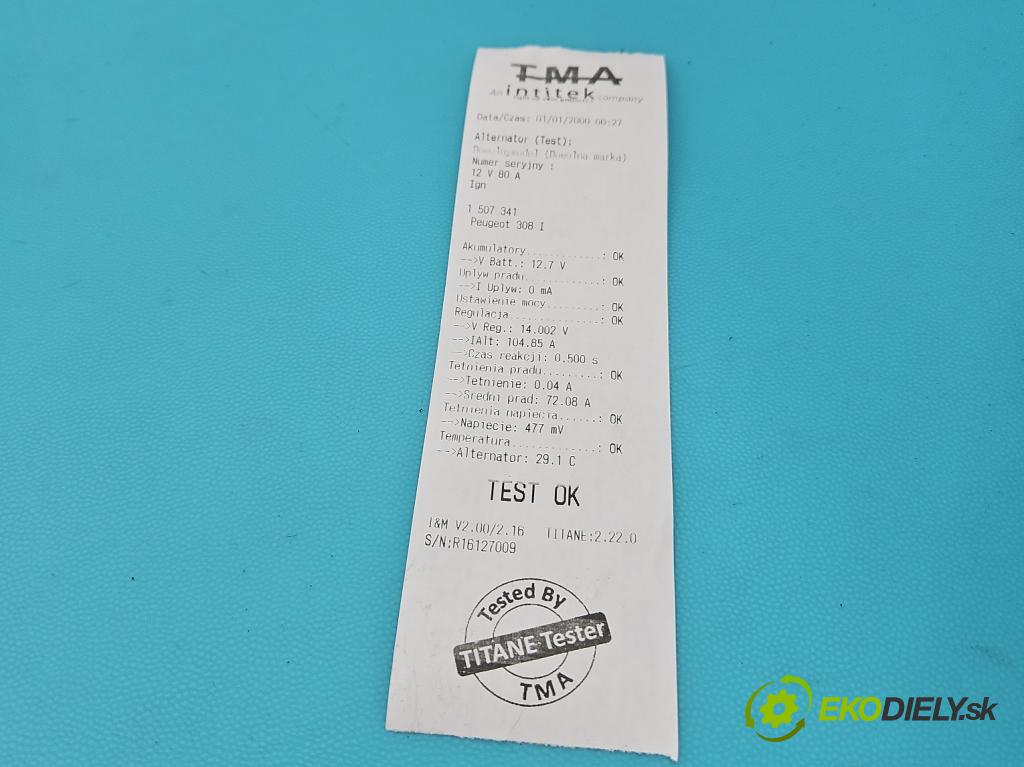 TMA
An intitek company
Data/Czas: 01/01/2000 00:27
Alternator (Test):
(Dowolna marka)
Numer seryjny :
12 V 80 A
Ign
1 507 341
Peugeot 308 I
Akumulatory............: OK
-->V Batt.: 12.7 V
Uplyw pradu............: OK
-->I Uplyw: 0 mA
Ustawienie mocy........: OK
Regulacja..............: OK
-->V Reg.: 14.002 V
-->IAlt: 104.85 A
-->Czas reakcji: 0.500 s
Tetnienia pradu........: OK
-->Tetnienie: 0.04 A
-->Sredni prad: 72.08 A
Tetnienia napiecia.....: OK
-->Napiecie: 477 mV
Temperatura............: OK
-->Alternator: 29.1 C
TEST OK
I&M V2.00/2.16 TITANE:2.22.0
S/N:R16127009
Tested By
TITANE Tester
TMA
EKODIELY.sk